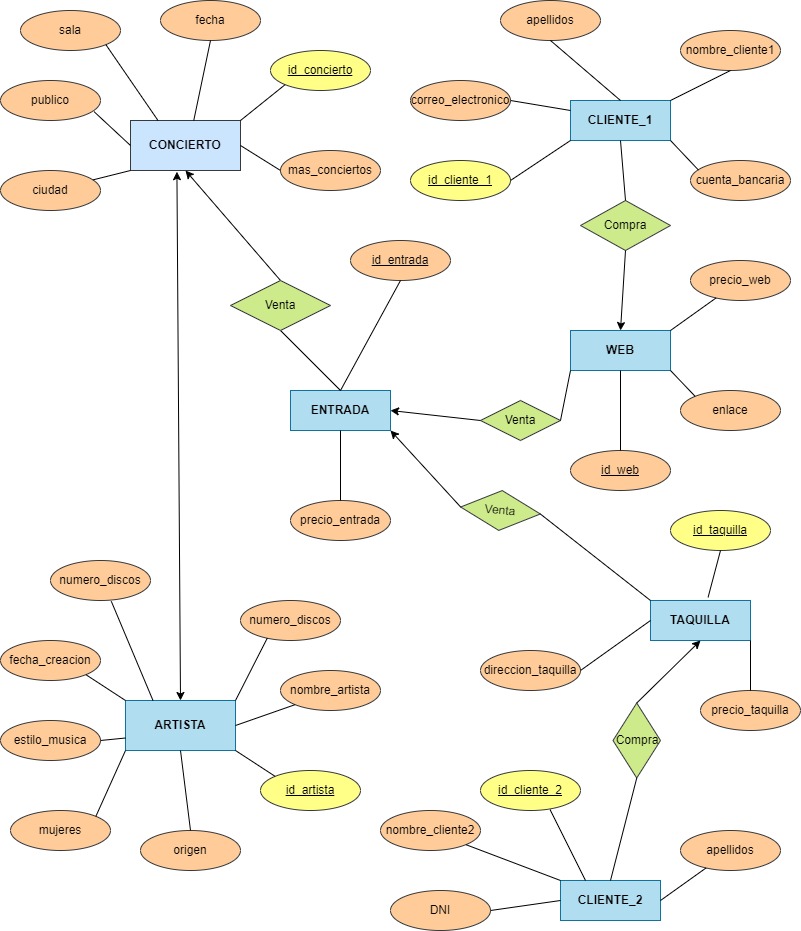 fecha
sala
apellidos
nombre_cliente1
id_concierto
publico
correo_electronico
CLIENTE_1
CONCIERTO
mas_conciertos
id_cliente_1
cuenta_bancaria
ciudad
Compra
id_entrada
precio_web
Venta
WEB
ENTRADA
Venta
enlace
id_web
Venta
precio_entrada
id_taquilla
numero_discos
numero_discos
TAQUILLA
fecha_creacion
direccion_taquilla
nombre_artista
precio_taquilla
ARTISTA
estilo_musica
Compra
id_artista
id_cliente_2
mujeres
nombre_cliente2
origen
apellidos
CLIENTE_2
DNI